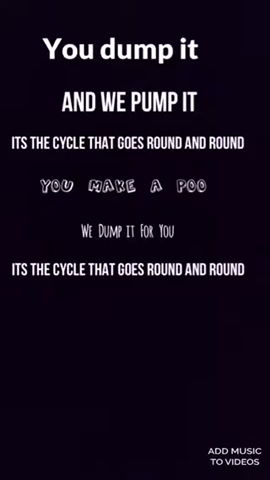 You dump it
AND WE PUMP IT
ITS THE CYCLE THAT GOES ROUND AND ROUND
YOU MAKE A POO
WE DUMP IT FOR YOU
ITS THE CYCLE THAT GOES ROUND AND ROUND
ADD MUSIC
TO VIDEOS